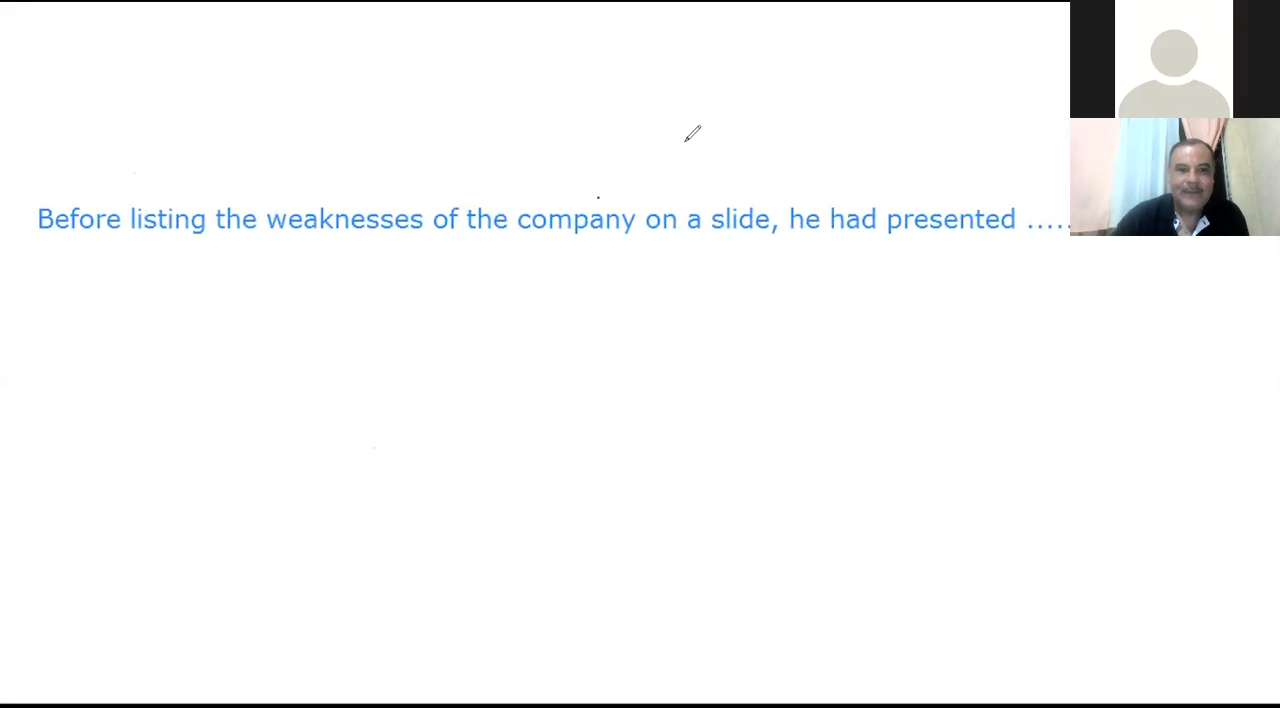 Before listing the weaknesses of the company on a slide, he had presented .....